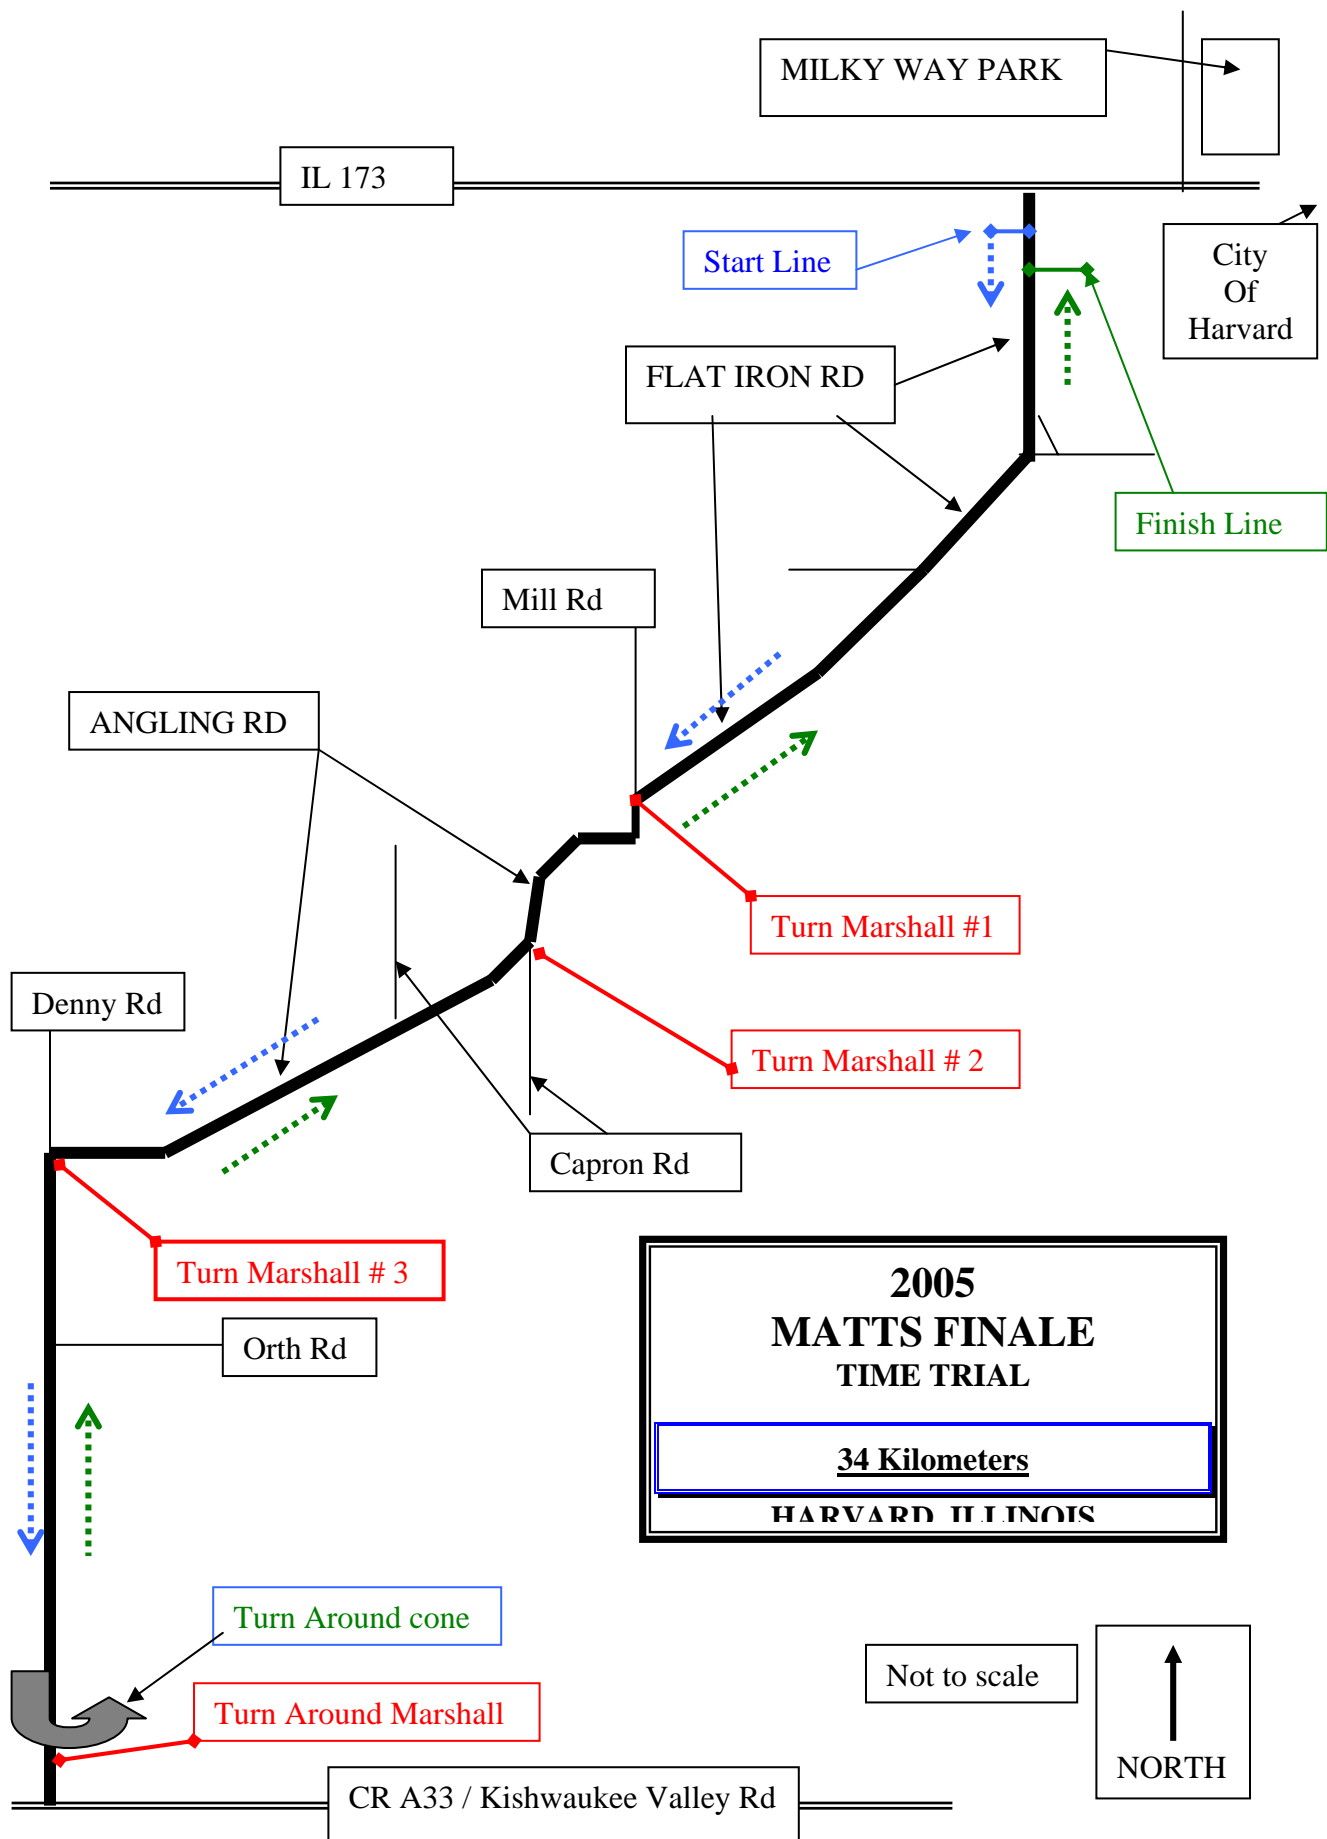 MILKY WAY PARK
IL 173
Start Line
City
Of
Harvard
FLAT IRON RD
Finish Line
Mill Rd
ANGLING RD
Turn Marshall #1
Denny Rd
Turn Marshall # 2
Capron Rd
Turn Marshall # 3
Orth Rd
2005
MATTS FINALE
TIME TRIAL
34 Kilometers
HARVARD, ILLINOIS
Turn Around cone
Not to scale
Turn Around Marshall
NORTH
CR A33 / Kishwaukee Valley Rd